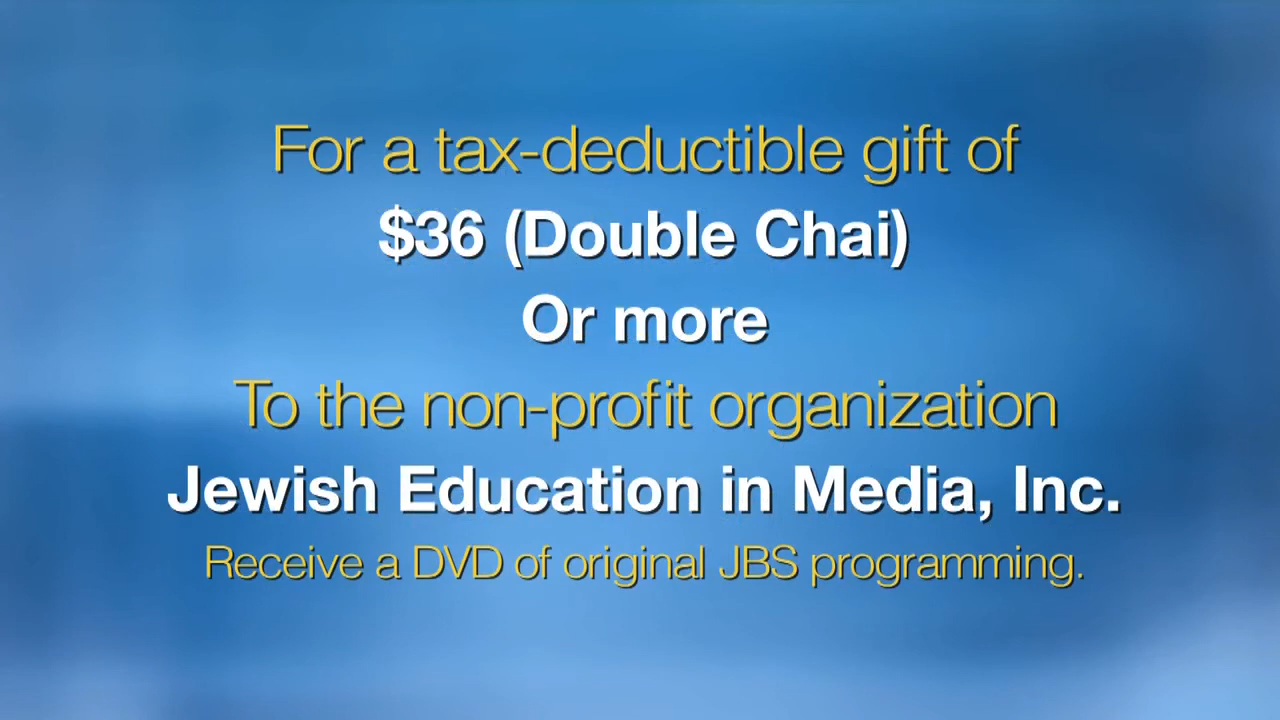 For a tax-deductible gift of
$36 (Double Chai)
Or more
To the non-profit organization
Jewish Education in Media, Inc.
Receive a DVD of original JBS programming.